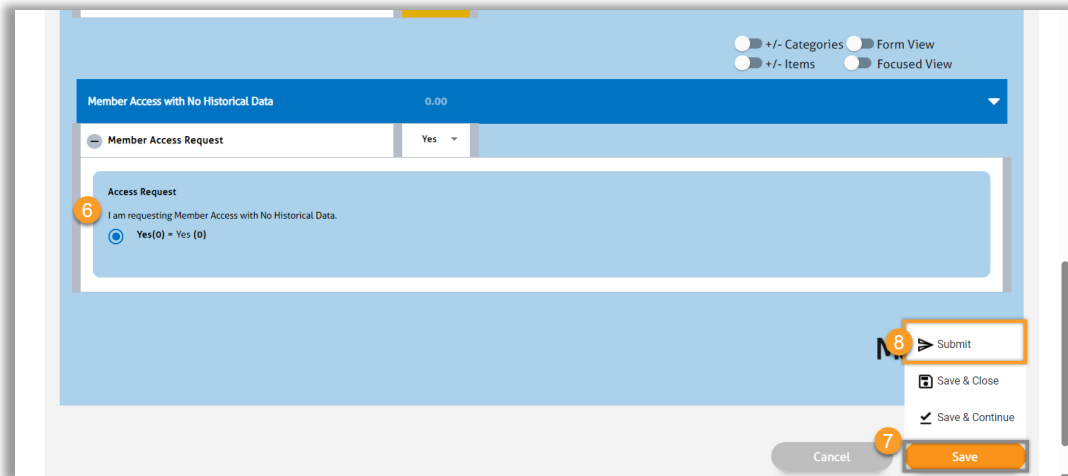 +/- Categories Form View
+/- Items Focused View
Member Access with No Historical Data 0.00
Member Access Request Yes
Access Request
6
I am requesting Member Access with No Historical Data.
Yes(0) = Yes (0)
8 Submit
Save & Close
Save & Continue
7
Cancel Save